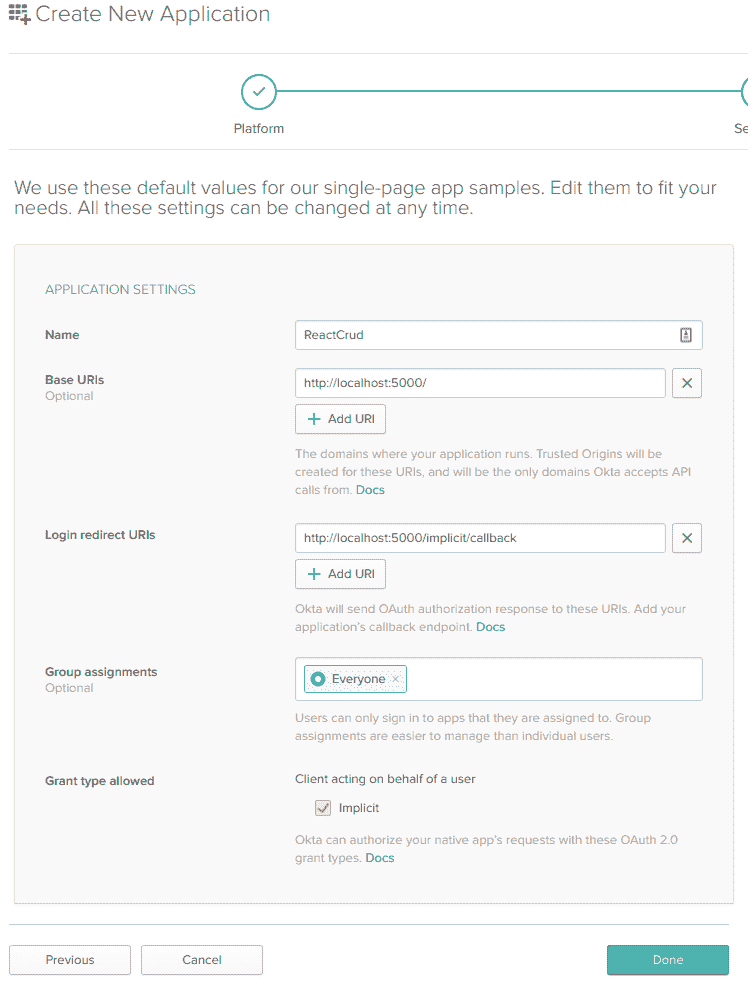 Create New Application
Platform
Se
We use these default values for our single-page app samples. Edit them to fit your
needs. All these settings can be changed at any time.
APPLICATION SETTINGS
Name
ReactCrud
Base URIs
Optional
http://localhost:5000/
Add URI
The domains where your application runs. Trusted Origins will be
created for these URIs, and will be the only domains Okta accepts API
calls from. Docs
Login redirect URIs
http://localhost:5000/implicit/callback
Add URI
Okta will send OAuth authorization response to these URIs. Add your
application's callback endpoint. Docs
Group assignments
Optional
Everyone
Users can only sign in to apps that they are assigned to. Group
assignments are easier to manage than individual users.
Grant type allowed
Client acting on behalf of a user
Implicit
Okta can authorize your native app's requests with these OAuth 2.0
grant types. Docs
Previous
Cancel
Done